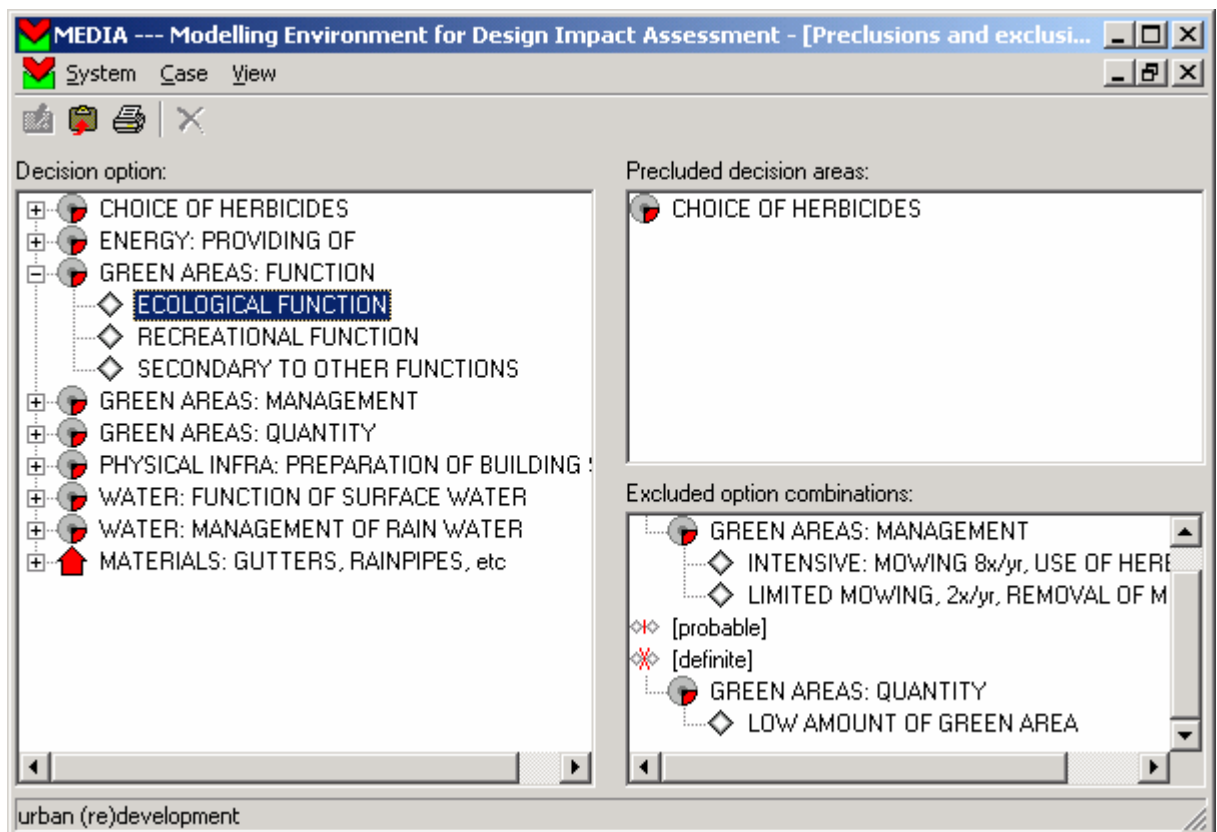 MEDIA --- Modelling Environment for Design Impact Assessment - [Preclusions and exclusi...
System Case View
Decision option:
CHOICE OF HERBICIDES
ENERGY: PROVIDING OF
GREEN AREAS: FUNCTION
ECOLOGICAL FUNCTION
RECREATIONAL FUNCTION
SECONDARY TO OTHER FUNCTIONS
GREEN AREAS: MANAGEMENT
GREEN AREAS: QUANTITY
PHYSICAL INFRA: PREPARATION OF BUILDING
WATER: FUNCTION OF SURFACE WATER
WATER: MANAGEMENT OF RAIN WATER
MATERIALS: GUTTERS, RAINPIPES, etc
Precluded decision areas:
CHOICE OF HERBICIDES
Excluded option combinations:
GREEN AREAS: MANAGEMENT
INTENSIVE: MOWING 8x/yr, USE OF HERB
LIMITED MOWING, 2x/yr, REMOVAL OF M
[probable]
[definite]
GREEN AREAS: QUANTITY
LOW AMOUNT OF GREEN AREA
urban (re)development